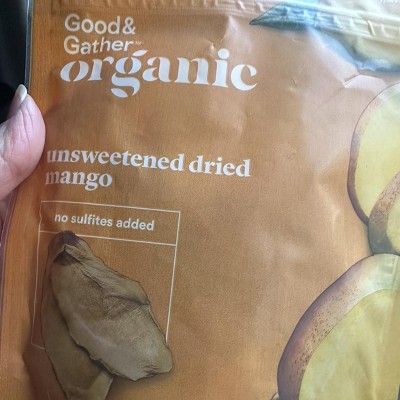 Good&
Gather™
organic
unsweetened dried
mango
no sulfites added